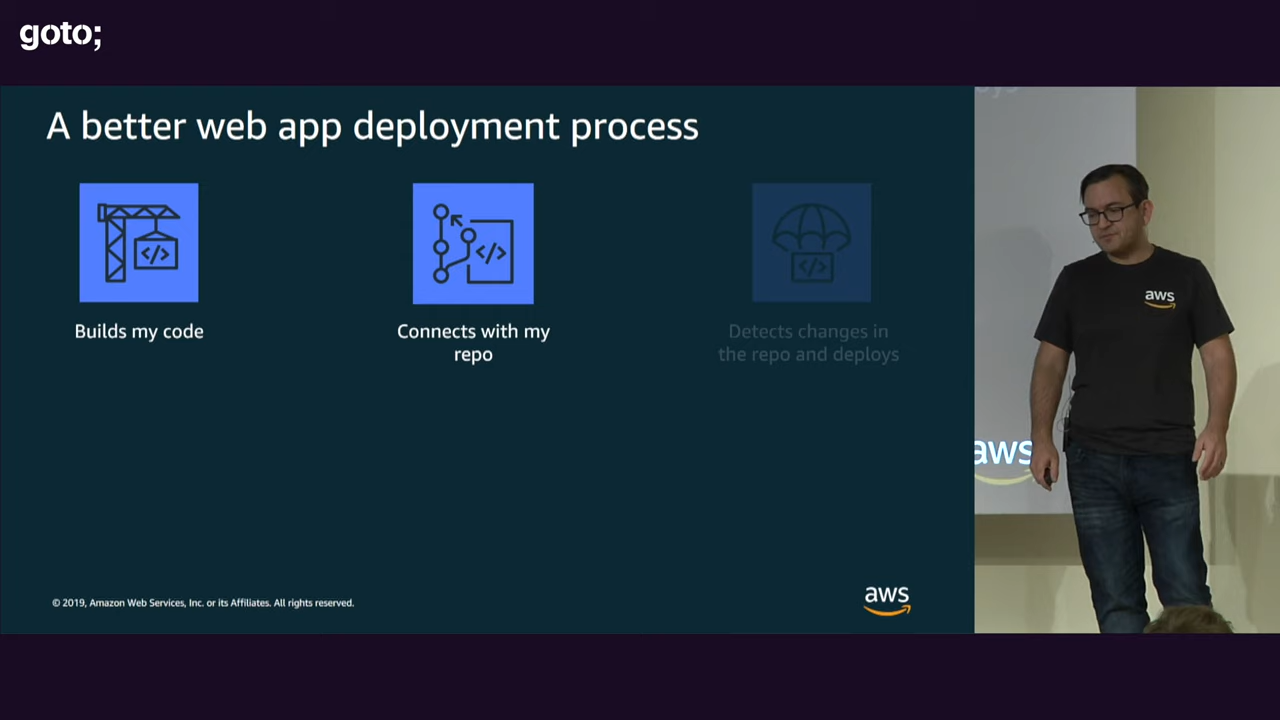 goto;
A better web app deployment process
Builds my code
Connects with my
repo
Detects changes in
the repo and deploys
© 2019, Amazon Web Services, Inc. or its Affiliates. All rights reserved.
aws
aws
aws